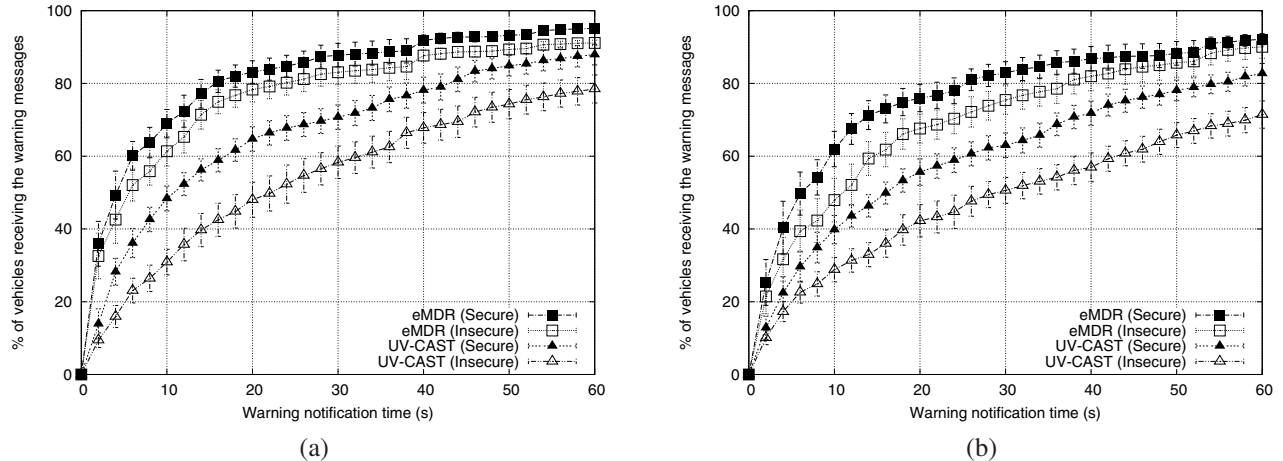 % of vehicles receiving the warning messages
100
80
60
40
20
0
0 10 20 30 40 50 60
Warning notification time (s)
eMDR (Secure)
eMDR (Insecure)
UV-CAST (Secure)
UV-CAST (Insecure)
(a)
% of vehicles receiving the warning messages
100
80
60
40
20
0
0 10 20 30 40 50 60
Warning notification time (s)
eMDR (Secure)
eMDR (Insecure)
UV-CAST (Secure)
UV-CAST (Insecure)
(b)